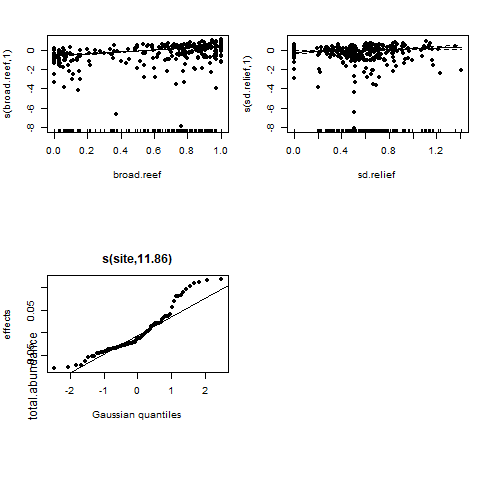 s(broad.reef,1)
0
-2
-4
-6
-8
0.0 0.2 0.4 0.6 0.8 1.0
broad.reef
s(sd.relief,1)
0
-2
-4
-6
-8
0.0 0.4 0.8 1.2
sd.relief
s(site,11.86)
effects
total.abundance
0.05
-0.05
-2 -1 0 1 2
Gaussian quantiles